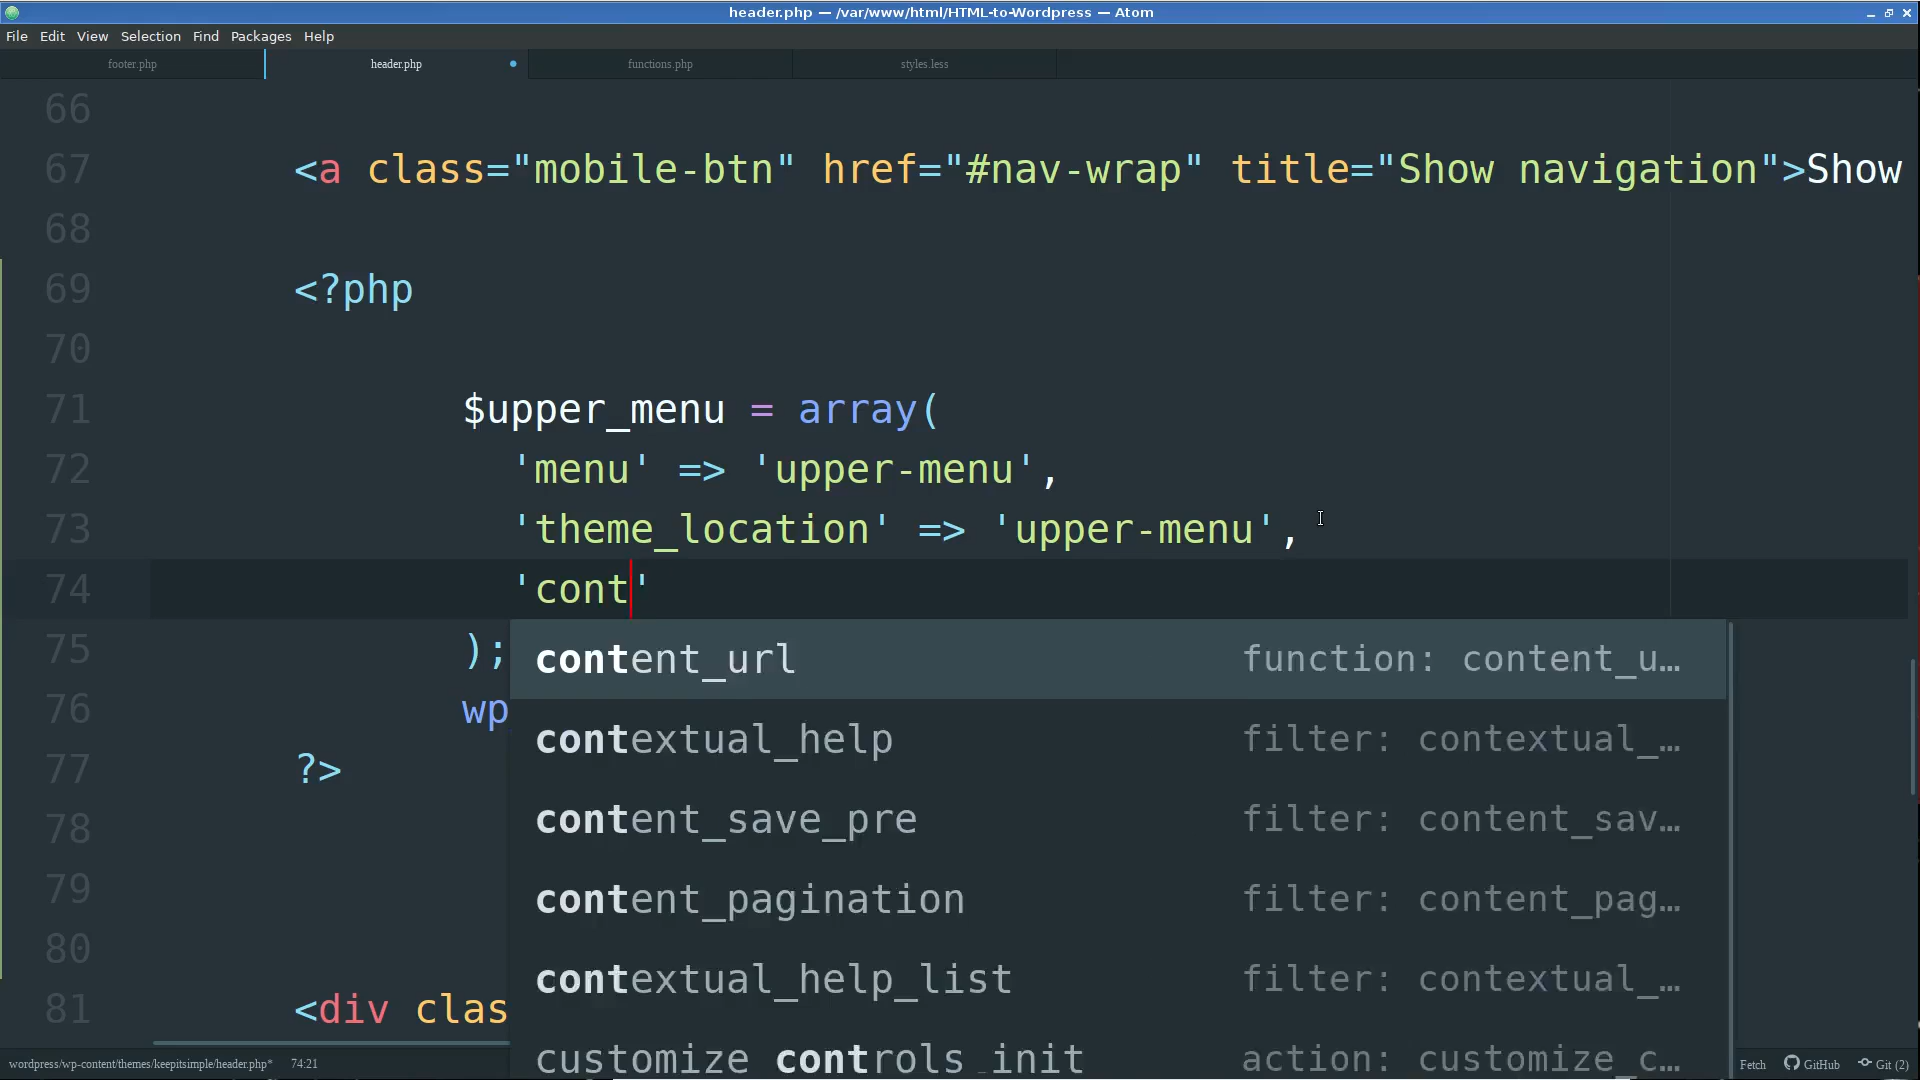 header.php — /var/www/html/HTML-to-Wordpress — Atom
File Edit View Selection Find Packages Help
footer.php header.php functions.php styles.less
66
67 <a class="mobile-btn" href="#nav-wrap" title="Show navigation">Show
68
69 <?php
70
71 $upper_menu = array(
72 'menu' => 'upper-menu',
73 'theme_location' => 'upper-menu',
74 'cont'
75 );
content_url function: content_u…
76 wp
contextual_help filter: contextual_…
77 ?>
78 content_save_pre filter: content_sav…
79 content_pagination filter: content_pag…
80
contextual_help_list filter: contextual_…
81 <div clas
customize_controls_init action: customize_c…
wordpress/wp-content/themes/keepitsimple/header.php* 74:21 Fetch GitHub Git (2)